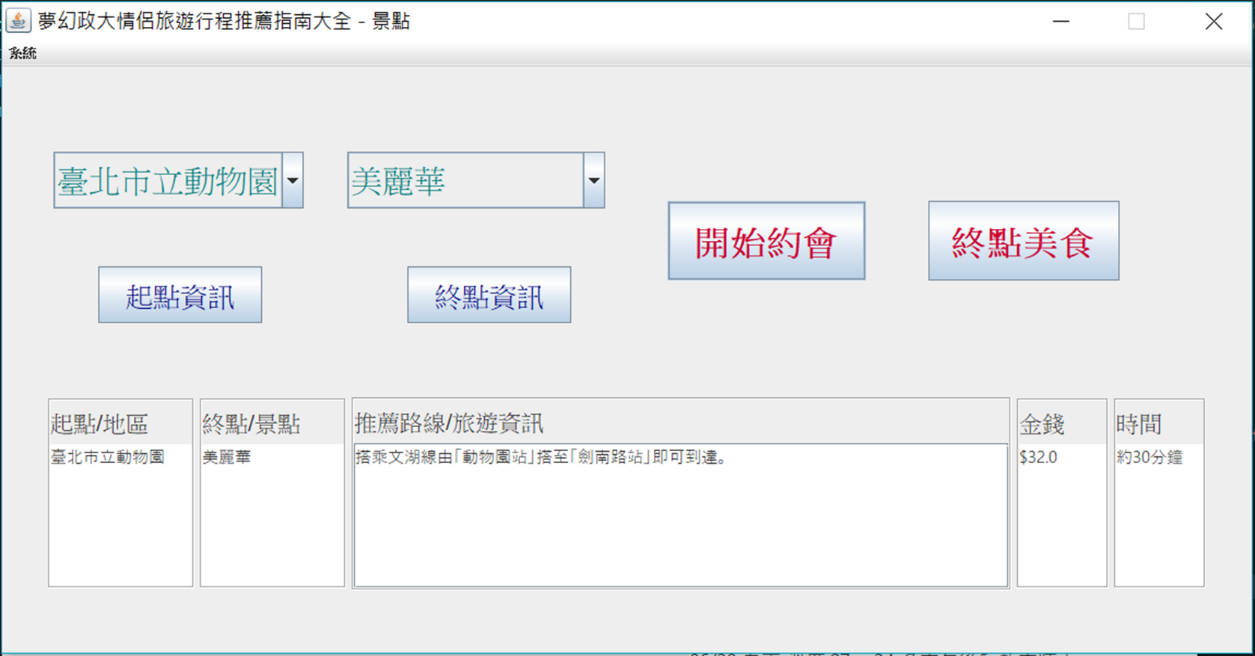 夢幻政大情侶旅遊行程推薦指南大全 - 景點
系統
臺北市立動物園
美麗華
開始約會
終點美食
起點資訊
終點資訊
起點/地區
終點/景點
推薦路線/旅遊資訊
金錢
時間
臺北市立動物園
美麗華
搭乘文湖線由「動物園站」搭至「劍南路站」即可到達。
$32.0
約30分鐘